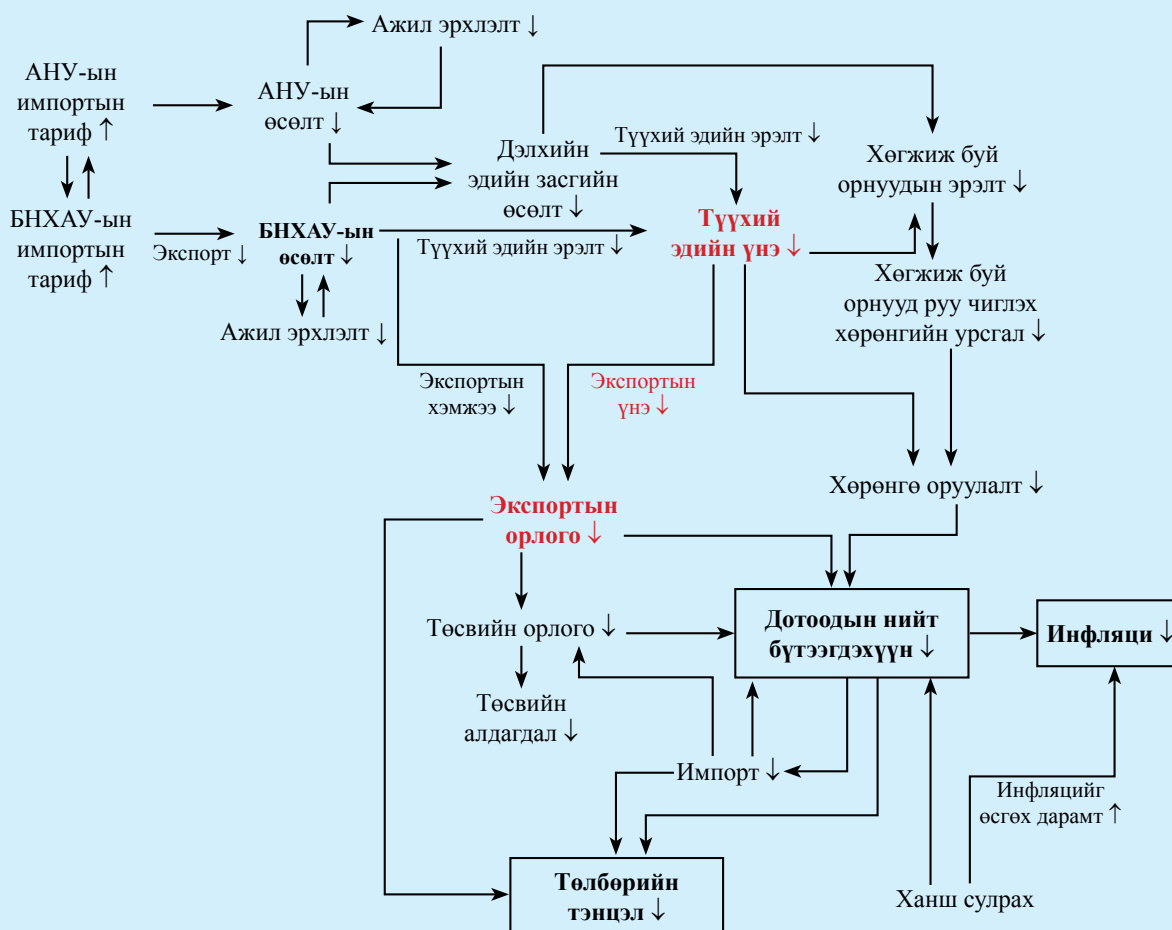 Ажил эрхлэлт ↓
АНУ-ын
импортын
тариф ↑
АНУ-ын
өсөлт ↓
Дэлхийн
эдийн засгийн
өсөлт ↓
Түүхий эдийн эрэлт ↓
Хөгжиж буй
орнуудын эрэлт ↓
БНХАУ-ын
импортын
тариф ↑
Экспорт ↓
БНХАУ-ын
өсөлт ↓
Түүхий эдийн эрэлт ↓
Түүхий
эдийн үнэ ↓
Хөгжиж буй
орнууд руу чиглэх
хөрөнгийн урсгал ↓
Ажил эрхлэлт ↓
Экспортын
хэмжээ ↓
Экспортын
үнэ ↓
Хөрөнгө оруулалт ↓
Экспортын
орлого ↓
Төсвийн орлого ↓
Дотоодын нийт
бүтээгдэхүүн ↓
Инфляци ↓
Төсвийн
алдагдал ↓
Импорт ↓
Инфляцийг
өсгөх дарамт ↑
Төлбөрийн
тэнцэл ↓
Ханш сулрах